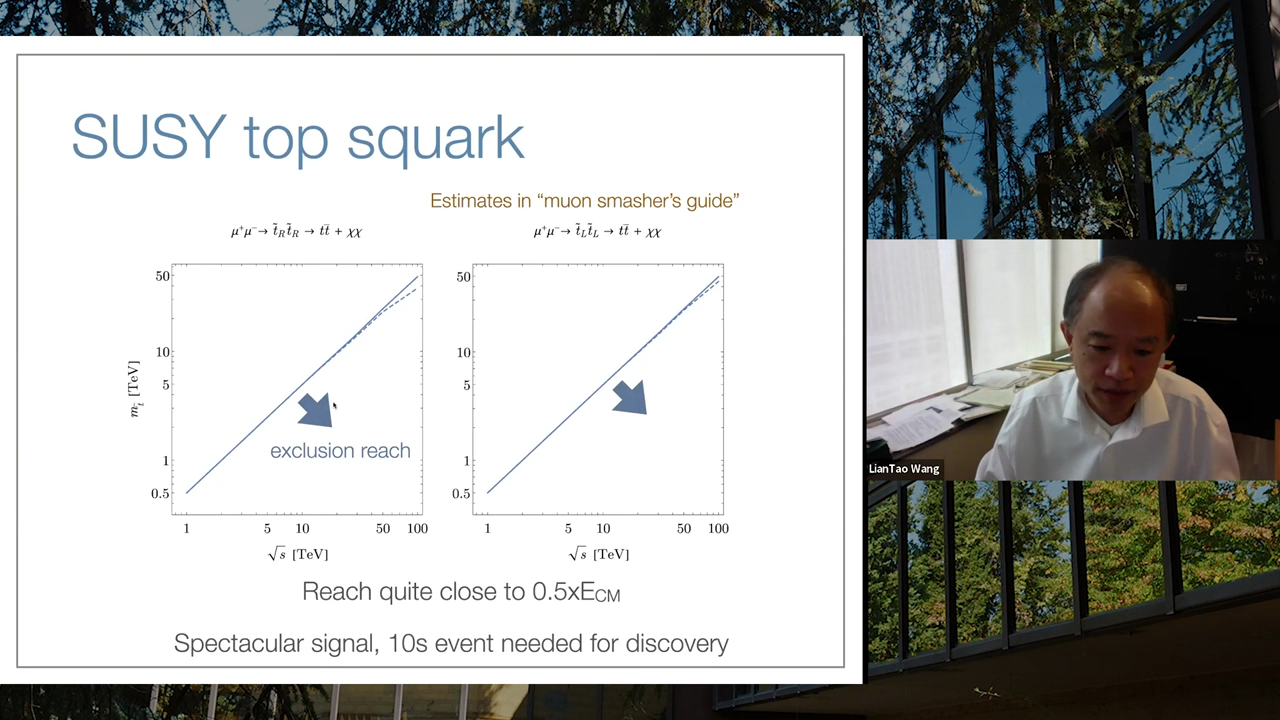 SUSY top squark
Estimates in “muon smasher’s guide”
μ⁺μ⁻→ t̃_R t̃_R → tt̄ + χχ
μ⁺μ⁻→ t̃_L t̃_L → tt̄ + χχ
50
10
5
1
0.5
m_t̃ [TeV]
1
5
10
50
100
√s [TeV]
exclusion reach
50
10
5
1
0.5
1
5
10
50
100
√s [TeV]
Reach quite close to 0.5xE_CM
Spectacular signal, 10s event needed for discovery
LianTao Wang